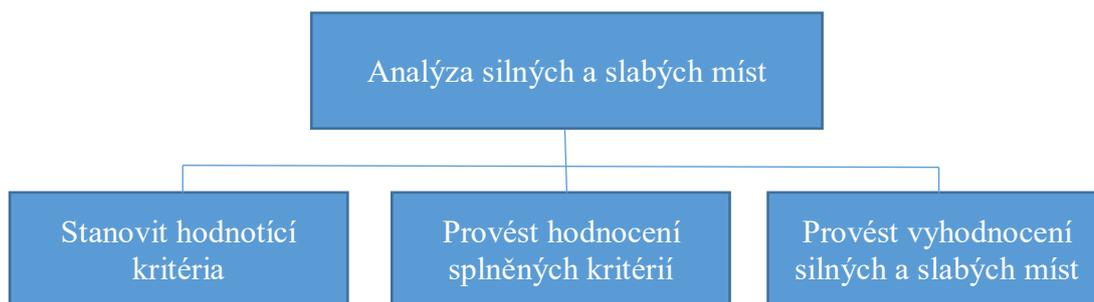 Analýza silných a slabých míst
Stanovit hodnotící
kritéria
Provést hodnocení
splněných kritérií
Provést vyhodnocení
silných a slabých míst